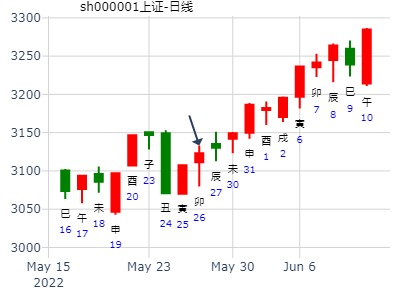 sh000001上证-日线
3300
3250
3200
3150
3100
3050
3000
巳
16
午
17
未
18
申
19
酉
20
子
23
丑
24
寅
25
卯
26
辰
27
未
30
申
31
酉
1
戌
2
寅
6
卯
7
辰
8
巳
9
午
10
May 15
2022
May 23
May 30
Jun 6